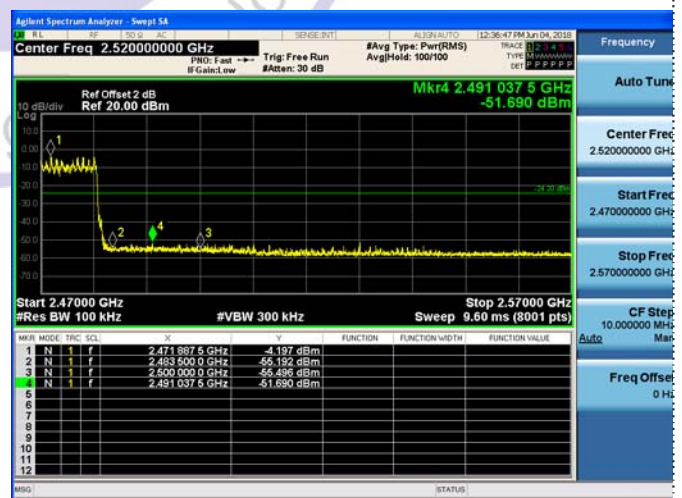 Agilent Spectrum Analyzer - Swept SA
RL RF 50 Ω AC SENSE:INT ALIGN AUTO 12:36:47 PM Jun 04, 2018
Center Freq 2.520000000 GHz
PNO: Fast
IFGain:Low
Trig: Free Run
#Atten: 30 dB
#Avg Type: Pwr(RMS)
Avg|Hold: 100/100
TRACE 1 2 3 4 5 6
TYPE M
DET P P P P P P
Mkr4 2.491 037 5 GHz
-51.690 dBm
Ref Offset 2 dB
10 dB/div Ref 20.00 dBm
Log
10.0
0.00
-10.0
-20.0
-30.0
-40.0
-50.0
-60.0
-70.0
1
2
4
3
-24.20 dBm
Start 2.47000 GHz Stop 2.57000 GHz
#Res BW 100 kHz #VBW 300 kHz Sweep 9.60 ms (8001 pts)
MKR MODE TRC SCL X Y FUNCTION FUNCTION WIDTH FUNCTION VALUE
1 N 1 f 2.471 887 5 GHz -4.197 dBm
2 N 1 f 2.483 500 0 GHz -55.192 dBm
3 N 1 f 2.500 000 0 GHz -55.496 dBm
4 N 1 f 2.491 037 5 GHz -51.690 dBm
5
6
7
8
9
10
11
12
MSG STATUS
Frequency
Auto Tune
Center Freq
2.520000000 GHz
Start Freq
2.470000000 GHz
Stop Freq
2.570000000 GHz
CF Step
10.000000 MHz
Auto Man
Freq Offset
0 Hz